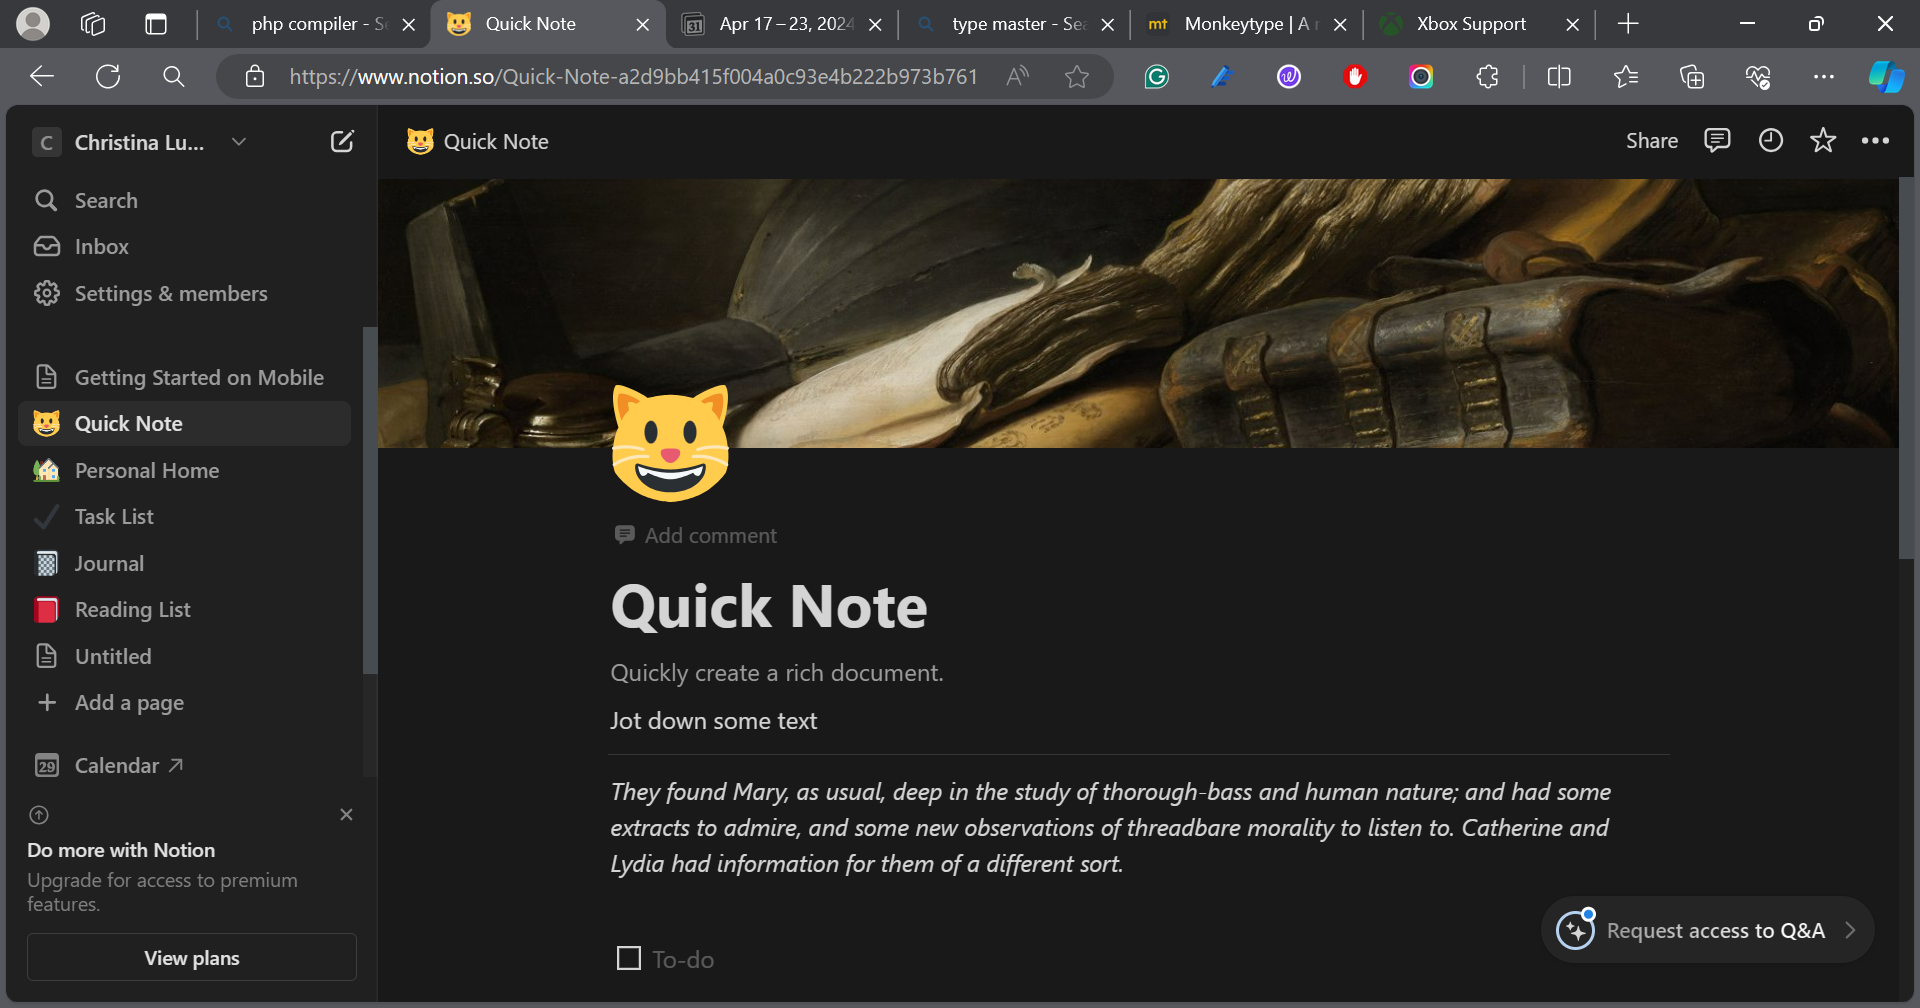 php compiler - Se
Quick Note
Apr 17 – 23, 2024
type master - Sea
Monkeytype | A
Xbox Support
https://www.notion.so/Quick-Note-a2d9bb415f004a0c93e4b222b973b761
C Christina Lu...
Search
Inbox
Settings & members
Getting Started on Mobile
Quick Note
Personal Home
Task List
Journal
Reading List
Untitled
Add a page
29 Calendar
Do more with Notion
Upgrade for access to premium
features.
View plans
Quick Note
Share
Add comment
Quick Note
Quickly create a rich document.
Jot down some text
They found Mary, as usual, deep in the study of thorough-bass and human nature; and had some
extracts to admire, and some new observations of threadbare morality to listen to. Catherine and
Lydia had information for them of a different sort.
To-do
Request access to Q&A